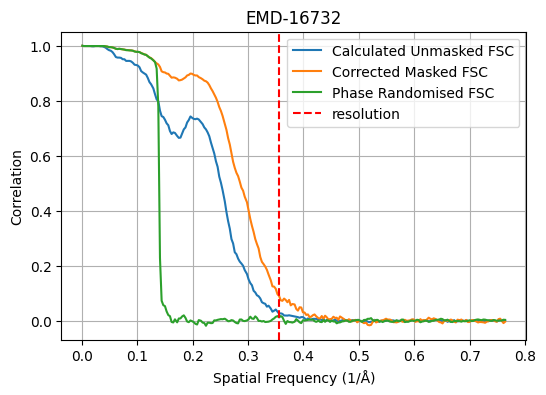 EMD-16732
Calculated Unmasked FSC
Corrected Masked FSC
Phase Randomised FSC
resolution
Correlation
1.0
0.8
0.6
0.4
0.2
0.0
0.0 0.1 0.2 0.3 0.4 0.5 0.6 0.7 0.8
Spatial Frequency (1/Å)